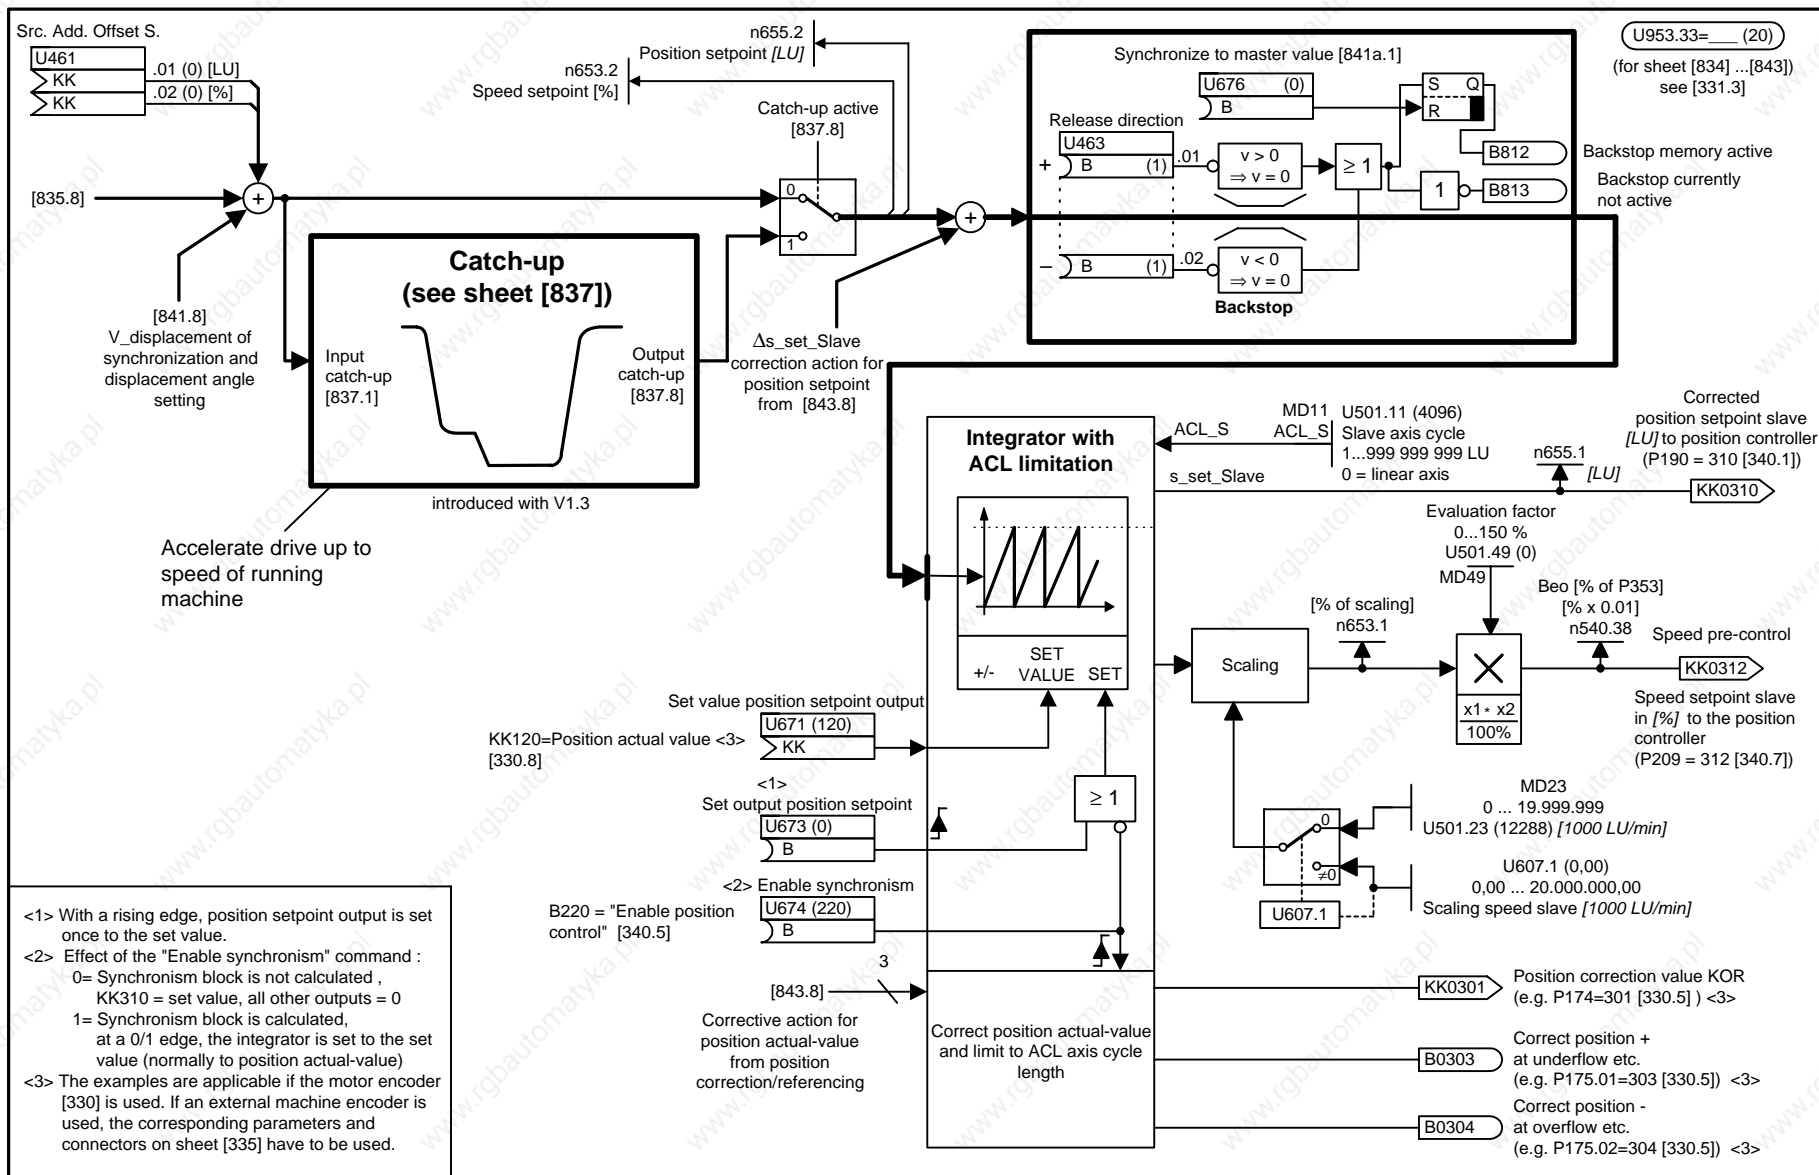 Src. Add. Offset S.
U461
KK .01 (0) [LU]
KK .02 (0) [%]
[835.8]
+
[841.8]
V_displacement of
synchronization and
displacement angle
setting
n655.2
Position setpoint [LU]
n653.2
Speed setpoint [%]
Catch-up active
[837.8]
0
1
Catch-up
(see sheet [837])
Input
catch-up
[837.1]
Output
catch-up
[837.8]
introduced with V1.3
Accelerate drive up to
speed of running
machine
+
Δs_set_Slave
correction action for
position setpoint
from [843.8]
Synchronize to master value [841a.1]
U676 (0)
B
S Q
R
Release direction
U463
+ B (1) .01
v > 0
⇒ v = 0
≥ 1
1
− B (1) .02
v < 0
⇒ v = 0
Backstop
B812
Backstop memory active
B813
Backstop currently
not active
U953.33=___ (20)
(for sheet [834] ...[843])
see [331.3]
Integrator with
ACL limitation
ACL_S
MD11
ACL_S
U501.11 (4096)
Slave axis cycle
1...999 999 999 LU
0 = linear axis
s_set_Slave
n655.1
[LU]
Corrected
position setpoint slave
[LU] to position controller
(P190 = 310 [340.1])
KK0310
+/-
SET
VALUE
SET
Scaling
[% of scaling]
n653.1
Evaluation factor
0...150 %
U501.49 (0)
MD49
x1 * x2
100%
Beo [% of P353]
[% x 0.01]
n540.38
Speed pre-control
KK0312
Speed setpoint slave
in [%] to the position
controller
(P209 = 312 [340.7])
Set value position setpoint output
U671 (120)
KK
KK120=Position actual value <3>
[330.8]
<1>
Set output position setpoint
U673 (0)
B
≥ 1
<2> Enable synchronism
U674 (220)
B
B220 = "Enable position
control" [340.5]
0
≠0
U607.1
MD23
0 ... 19.999.999
U501.23 (12288) [1000 LU/min]
U607.1 (0,00)
0,00 ... 20.000.000,00
Scaling speed slave [1000 LU/min]
3
[843.8]
Corrective action for
position actual-value
from position
correction/referencing
Correct position actual-value
and limit to ACL axis cycle
length
KK0301
Position correction value KOR
(e.g. P174=301 [330.5] ) <3>
B0303
Correct position +
at underflow etc.
(e.g. P175.01=303 [330.5]) <3>
B0304
Correct position -
at overflow etc.
(e.g. P175.02=304 [330.5]) <3>
<1> With a rising edge, position setpoint output is set
once to the set value.
<2> Effect of the "Enable synchronism" command :
0= Synchronism block is not calculated ,
KK310 = set value, all other outputs = 0
1= Synchronism block is calculated,
at a 0/1 edge, the integrator is set to the set
value (normally to position actual-value)
<3> The examples are applicable if the motor encoder
[330] is used. If an external machine encoder is
used, the corresponding parameters and
connectors on sheet [335] have to be used.
www.rgbautomatyka.pl